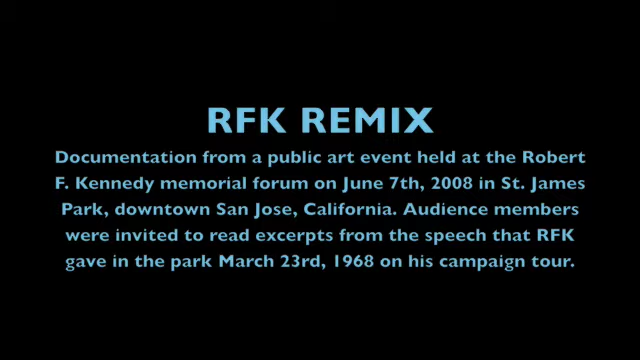 RFK REMIX
Documentation from a public art event held at the Robert
F. Kennedy memorial forum on June 7th, 2008 in St. James
Park, downtown San Jose, California. Audience members
were invited to read excerpts from the speech that RFK
gave in the park March 23rd, 1968 on his campaign tour.